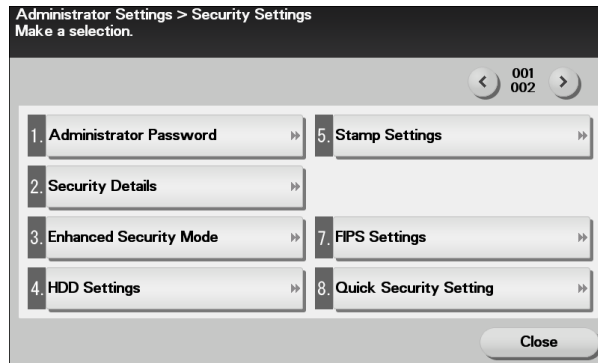 Administrator Settings > Security Settings
Make a selection.
001
002
1. Administrator Password
5. Stamp Settings
2. Security Details
3. Enhanced Security Mode
7. FIPS Settings
4. HDD Settings
8. Quick Security Setting
Close